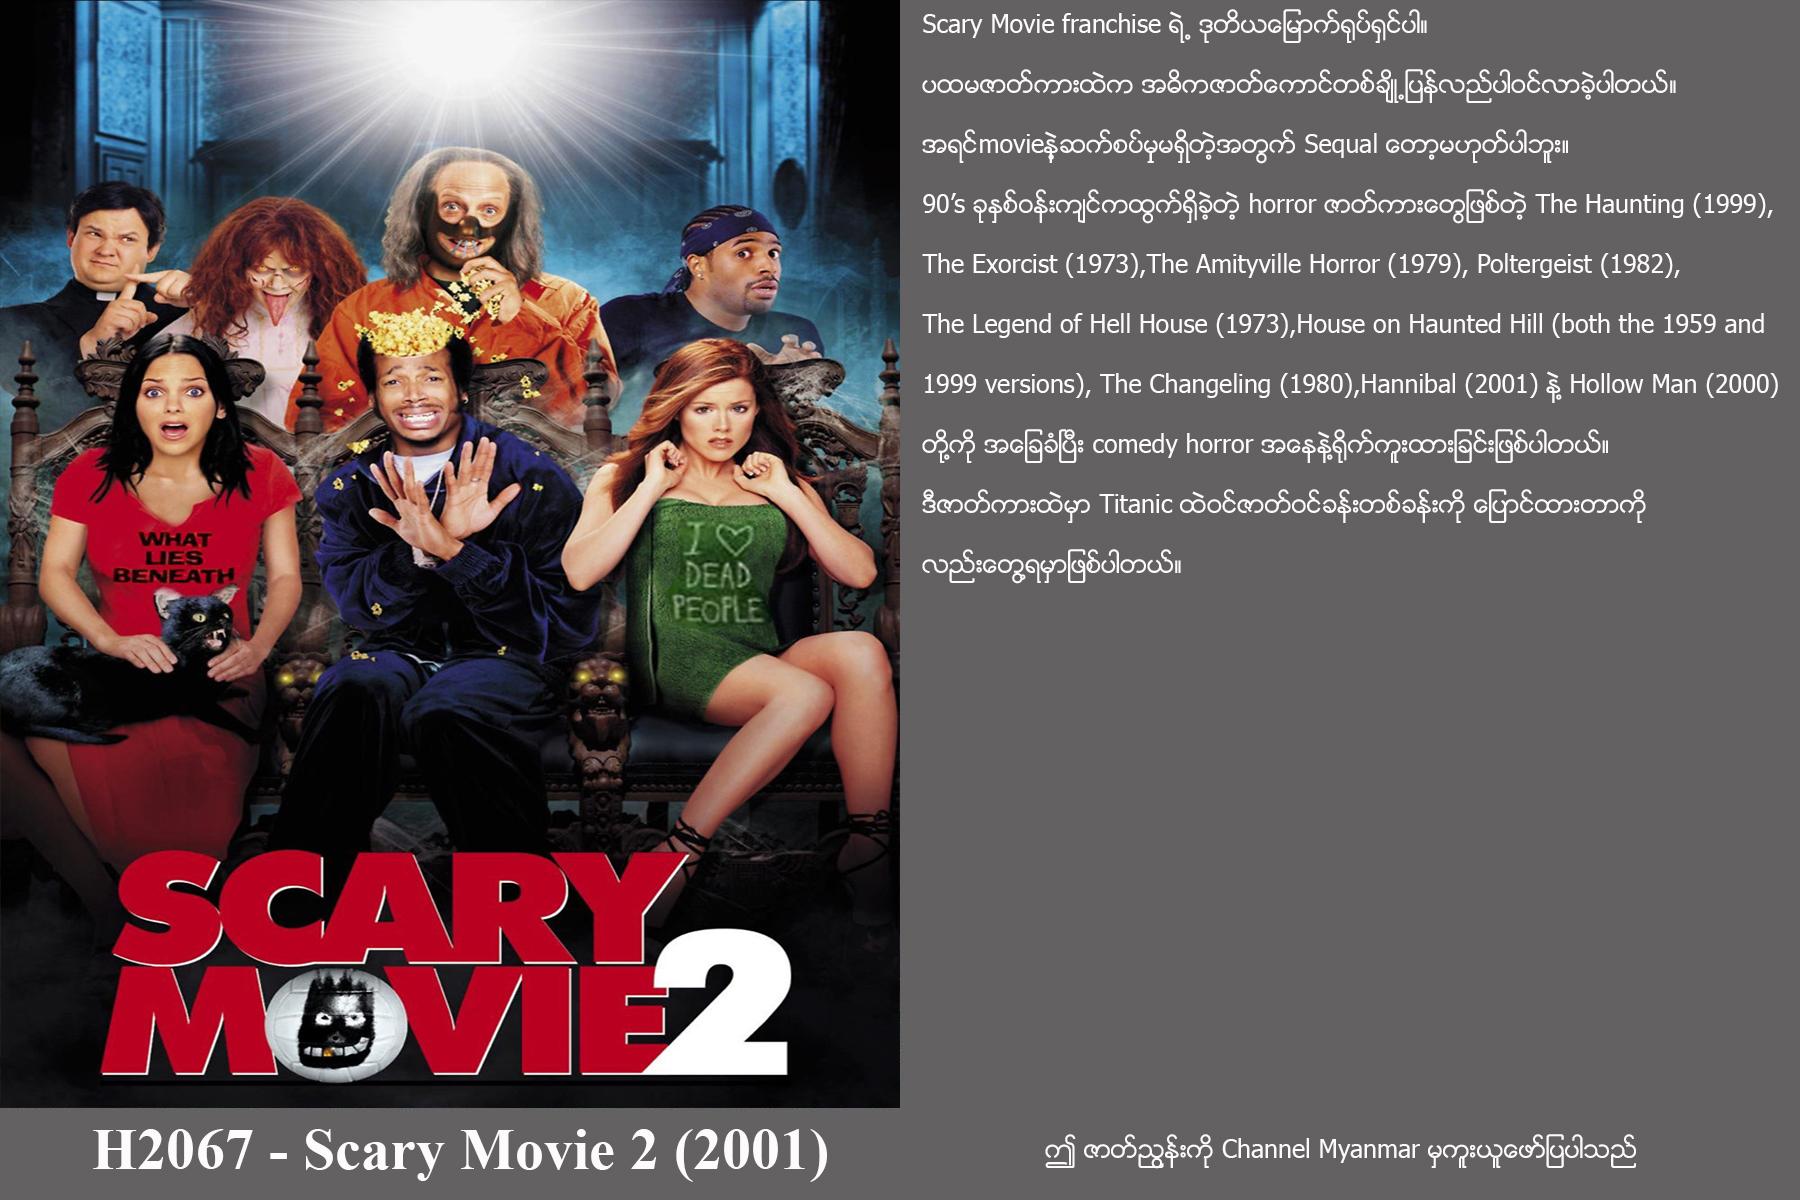 WHAT
LIES
BENEATH
I ♡
DEAD
PEOPLE
SCARY
MOVIE 2
H2067 - Scary Movie 2 (2001)
Scary Movie franchise ရဲ့ ဒုတိယမြောက်ရုပ်ရှင်ပါ။
ပထမဇာတ်ကားထဲက အဓိကဇာတ်ကောင်တစ်ချို့ပြန်လည်ပါဝင်လာခဲ့ပါတယ်။
အရင်movieနဲ့ဆက်စပ်မှုမရှိတဲ့အတွက် Sequal တော့မဟုတ်ပါဘူး။
90's ခုနှစ်ဝန်းကျင်ကထွက်ရှိခဲ့တဲ့ horror ဇာတ်ကားတွေဖြစ်တဲ့ The Haunting (1999),
The Exorcist (1973),The Amityville Horror (1979), Poltergeist (1982),
The Legend of Hell House (1973),House on Haunted Hill (both the 1959 and
1999 versions), The Changeling (1980),Hannibal (2001) နဲ့ Hollow Man (2000)
တို့ကို အခြေခံပြီး comedy horror အနေနဲ့ရိုက်ကူးထားခြင်းဖြစ်ပါတယ်။
ဒီဇာတ်ကားထဲမှာ Titanic ထဲဝင်ဇာတ်ဝင်ခန်းတစ်ခန်းကို ပြောင်ထားတာကို
လည်းတွေ့ရမှာဖြစ်ပါတယ်။
ဤ ဇာတ်ညွှန်းကို Channel Myanmar မှကူးယူဖော်ပြပါသည်